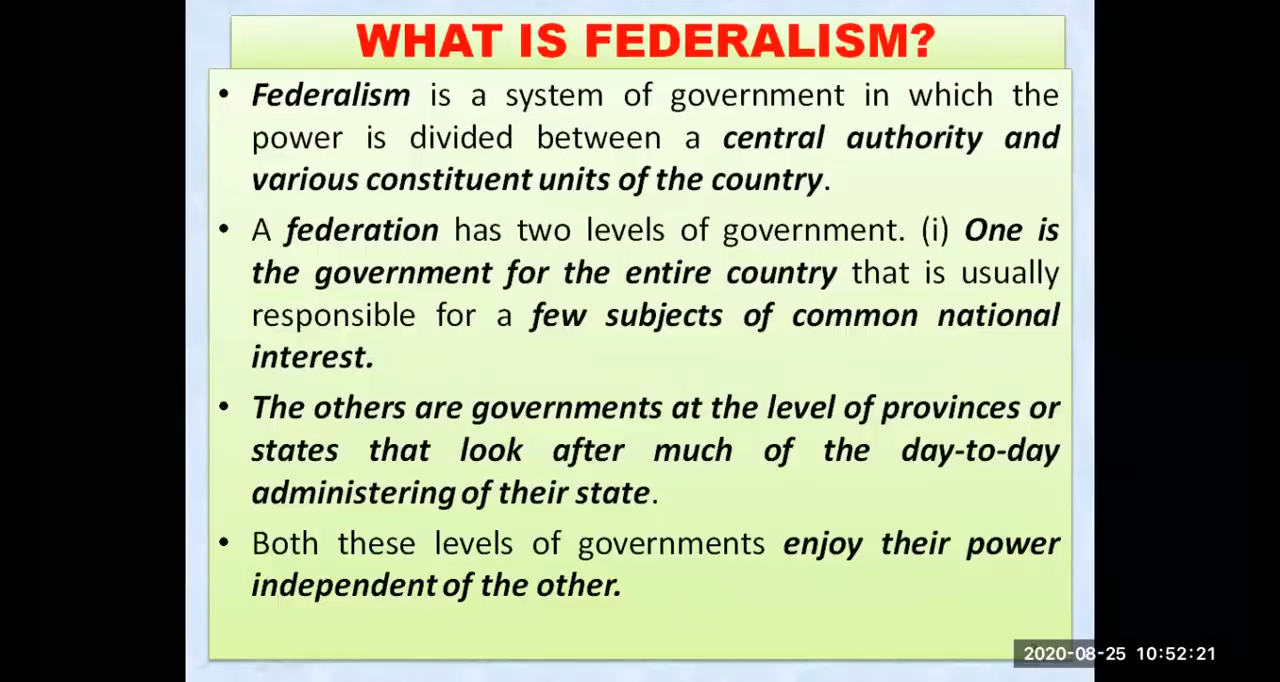 WHAT IS FEDERALISM?
• Federalism is a system of government in which the
power is divided between a central authority and
various constituent units of the country.
• A federation has two levels of government. (i) One is
the government for the entire country that is usually
responsible for a few subjects of common national
interest.
• The others are governments at the level of provinces or
states that look after much of the day-to-day
administering of their state.
• Both these levels of governments enjoy their power
independent of the other.
2020-08-25 10:52:21